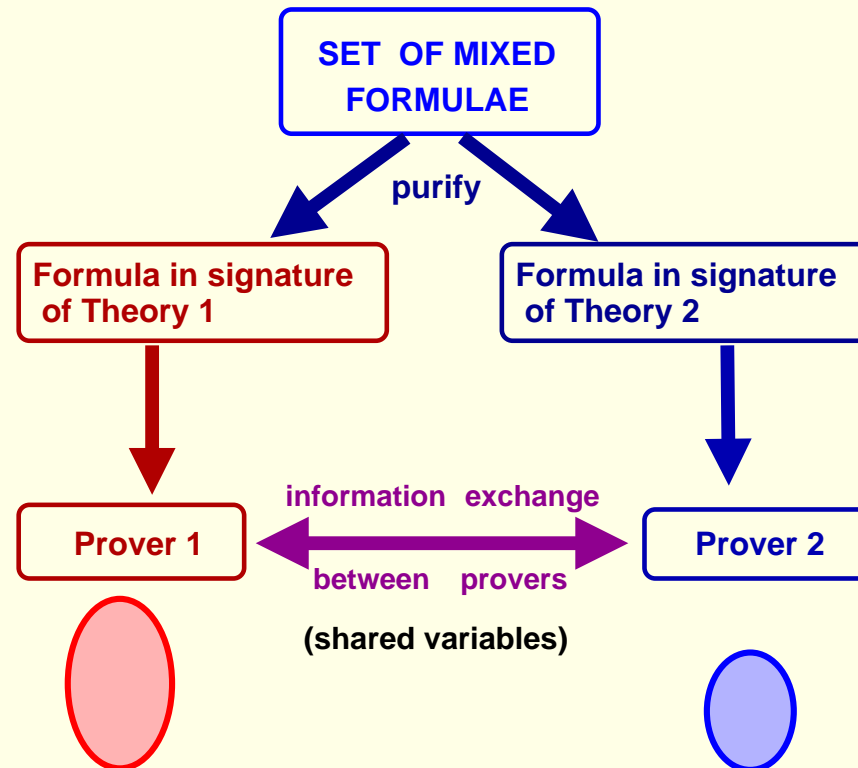 SET OF MIXED
FORMULAE
purify
Formula in signature
of Theory 1
Formula in signature
of Theory 2
information exchange
Prover 1
Prover 2
between provers
(shared variables)